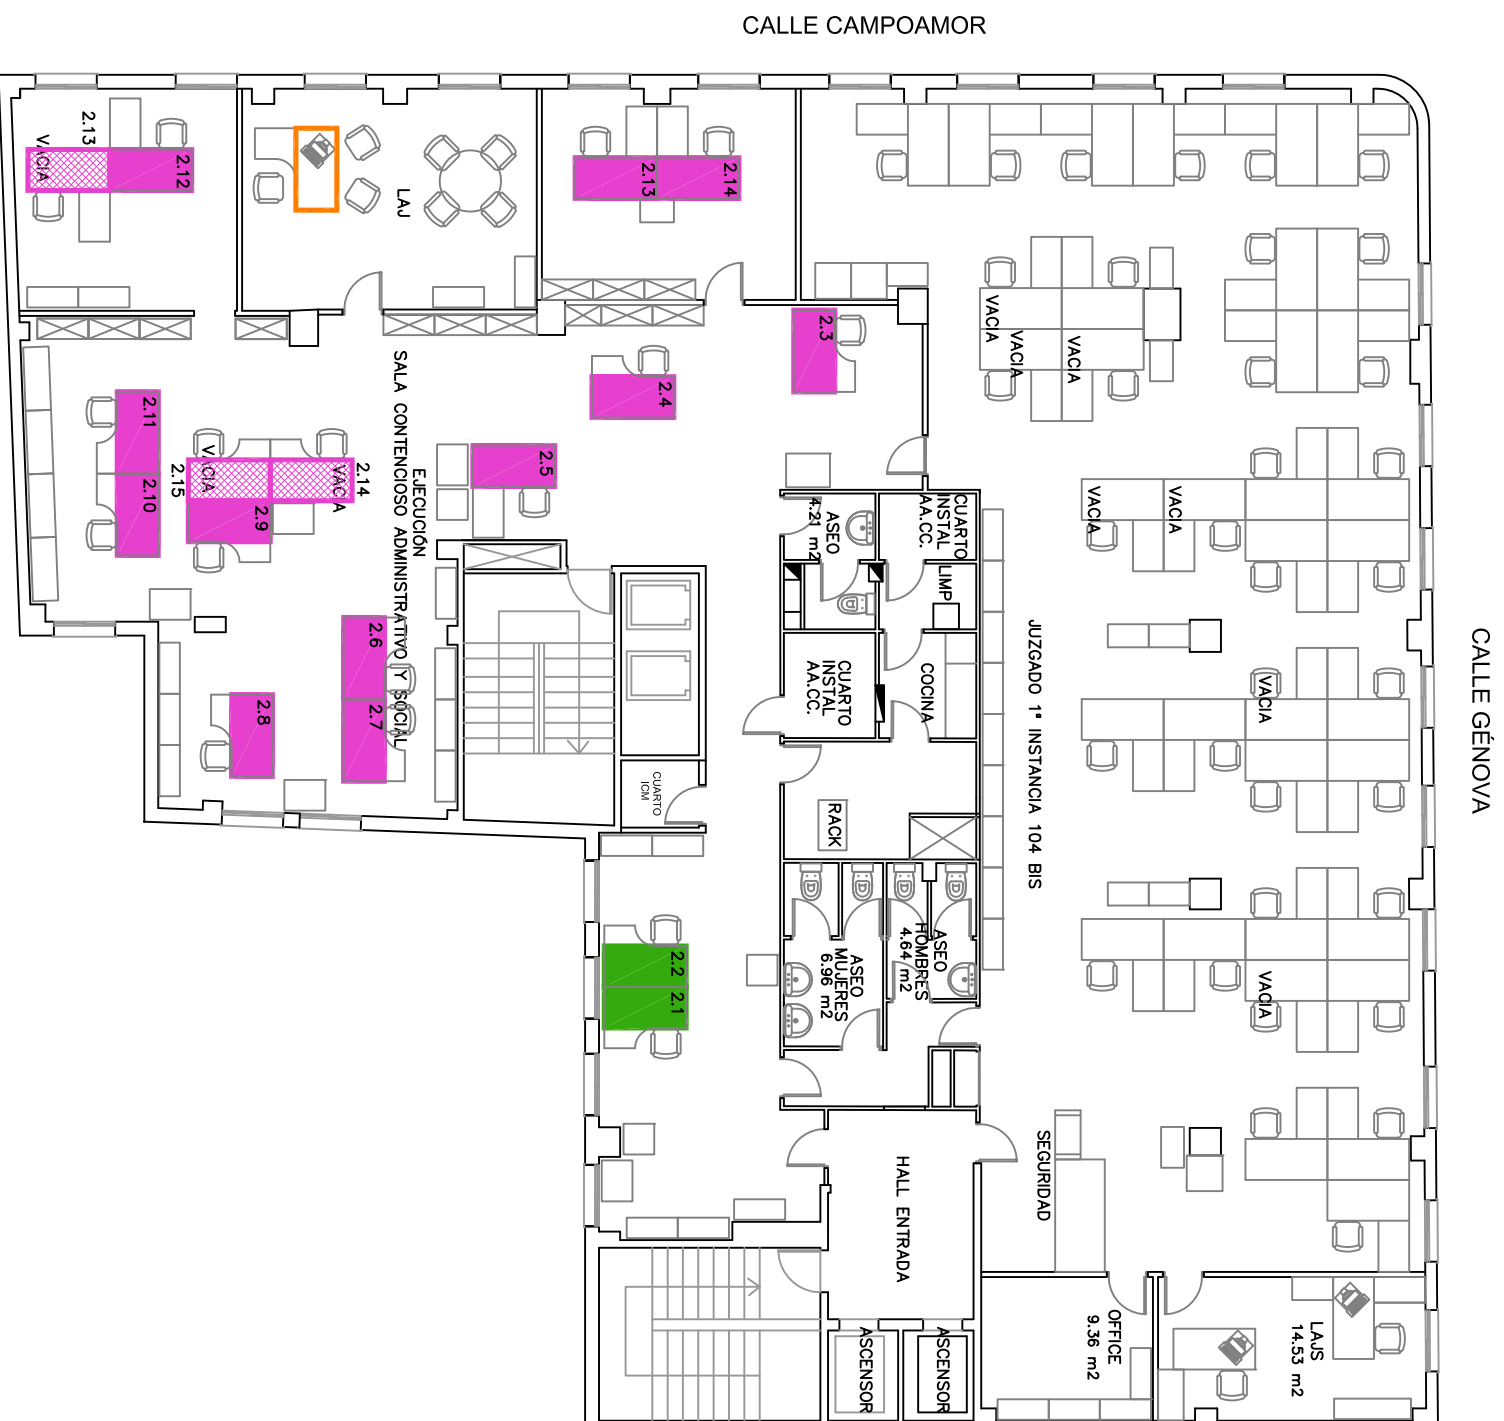 CALLE CAMPOAMOR
2.13
VACIA
2.12
LAJ
2.13
2.14
2.3
VACIA
VACIA
VACIA
2.4
EJECUCIÓN
SALA CONTENCIOSO ADMINISTRATIVO Y SOCIAL
2.11
2.10
2.15
VACIA
VACIA
2.14
2.9
2.5
ASEO
4.21 m2
CUARTO
INSTAL
AA.CC.
LIMP
VACIA
VACIA
2.6
2.7
2.8
CUARTO
INSTAL
AA.CC.
COCINA
JUZGADO 1ª INSTANCIA 104 BIS
VACIA
CALLE GÉNOVA
CUARTO
ICM
RACK
2.2
2.1
ASEO
MUJERES
6.96 m2
ASEO
HOMBRES
4.64 m2
VACIA
SEGURIDAD
HALL ENTRADA
ASCENSOR
ASCENSOR
OFFICE
9.36 m2
LAJS
14.53 m2